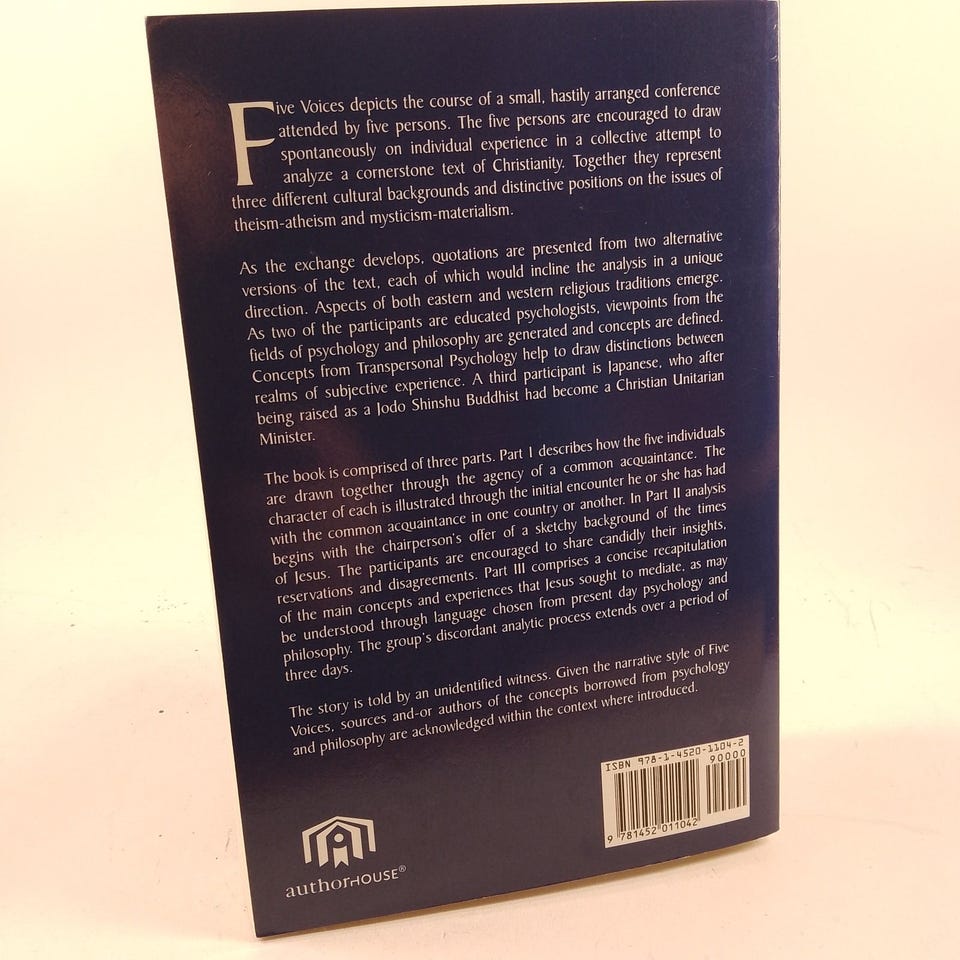 Five Voices depicts the course of a small, hastily arranged conference
attended by five persons. The five persons are encouraged to draw
spontaneously on individual experience in a collective attempt to
analyze a cornerstone text of Christianity. Together they represent
three different cultural backgrounds and distinctive positions on the issues of
theism-atheism and mysticism-materialism.
As the exchange develops, quotations are presented from two alternative
versions of the text, each of which would incline the analysis in a unique
direction. Aspects of both eastern and western religious traditions emerge.
As two of the participants are educated psychologists, viewpoints from the
fields of psychology and philosophy are generated and concepts are defined.
Concepts from Transpersonal Psychology help to draw distinctions between
realms of subjective experience. A third participant is Japanese, who after
being raised as a Jodo Shinshu Buddhist had become a Christian Unitarian
Minister.
The book is comprised of three parts. Part I describes how the five individuals
are drawn together through the agency of a common acquaintance. The
character of each is illustrated through the initial encounter he or she has had
with the common acquaintance in one country or another. In Part II analysis
begins with the chairperson's offer of a sketchy background of the times
of Jesus. The participants are encouraged to share candidly their insights,
reservations and disagreements. Part III comprises a concise recapitulation
of the main concepts and experiences that Jesus sought to mediate, as may
be understood through language chosen from present day psychology and
philosophy. The group's discordant analytic process extends over a period of
three days.
The story is told by an unidentified witness. Given the narrative style of Five
Voices, sources and-or authors of the concepts borrowed from psychology
and philosophy are acknowledged within the context where introduced.
ISBN 978-1-4520-1104-2
90000
9 781452 011042
authorHOUSE®